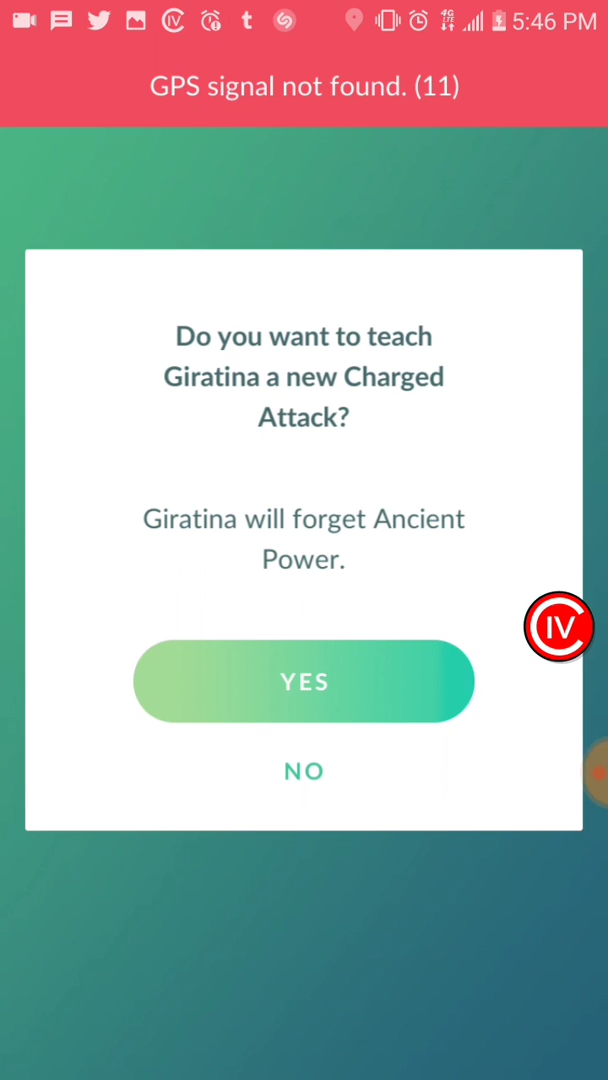 5:46 PM
GPS signal not found. (11)
Do you want to teach
Giratina a new Charged
Attack?
Giratina will forget Ancient
Power.
IV
YES
NO